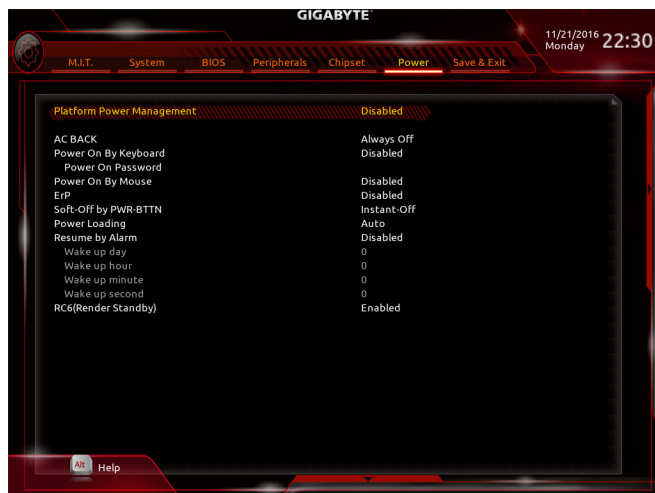 GIGABYTE™
11/21/2016 22:30
Monday
M.I.T. System BIOS Peripherals Chipset Power Save & Exit
Platform Power Management Disabled
AC BACK Always Off
Power On By Keyboard Disabled
Power On Password
Power On By Mouse Disabled
ErP Disabled
Soft-Off by PWR-BTTN Instant-Off
Power Loading Auto
Resume by Alarm Disabled
Wake up day 0
Wake up hour 0
Wake up minute 0
Wake up second 0
RC6(Render Standby) Enabled
Alt Help